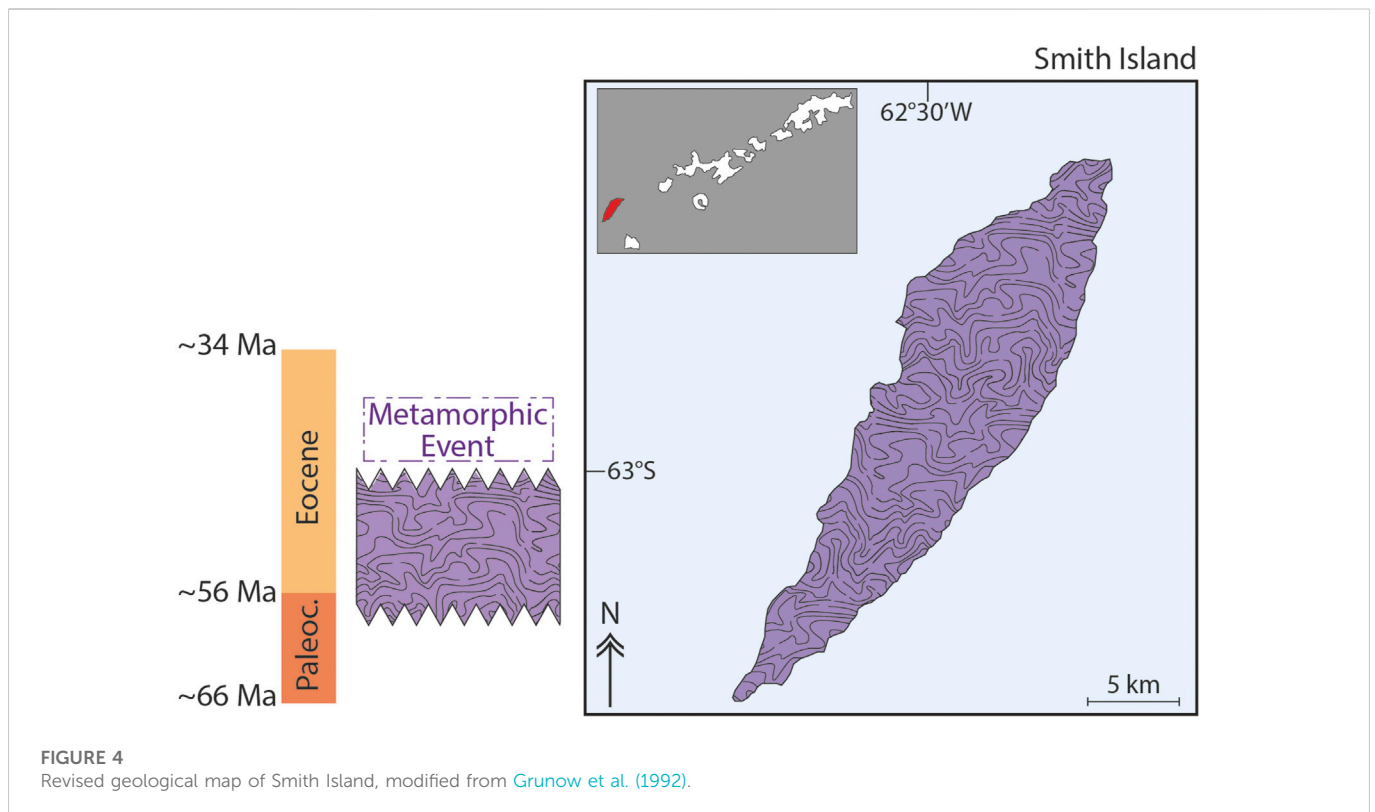 Smith Island
62°30'W
~34 Ma
Metamorphic
Event
Eocene
63°S
~56 Ma
Paleoc.
N
~66 Ma
5 km
FIGURE 4
Revised geological map of Smith Island, modified from Grunow et al. (1992).